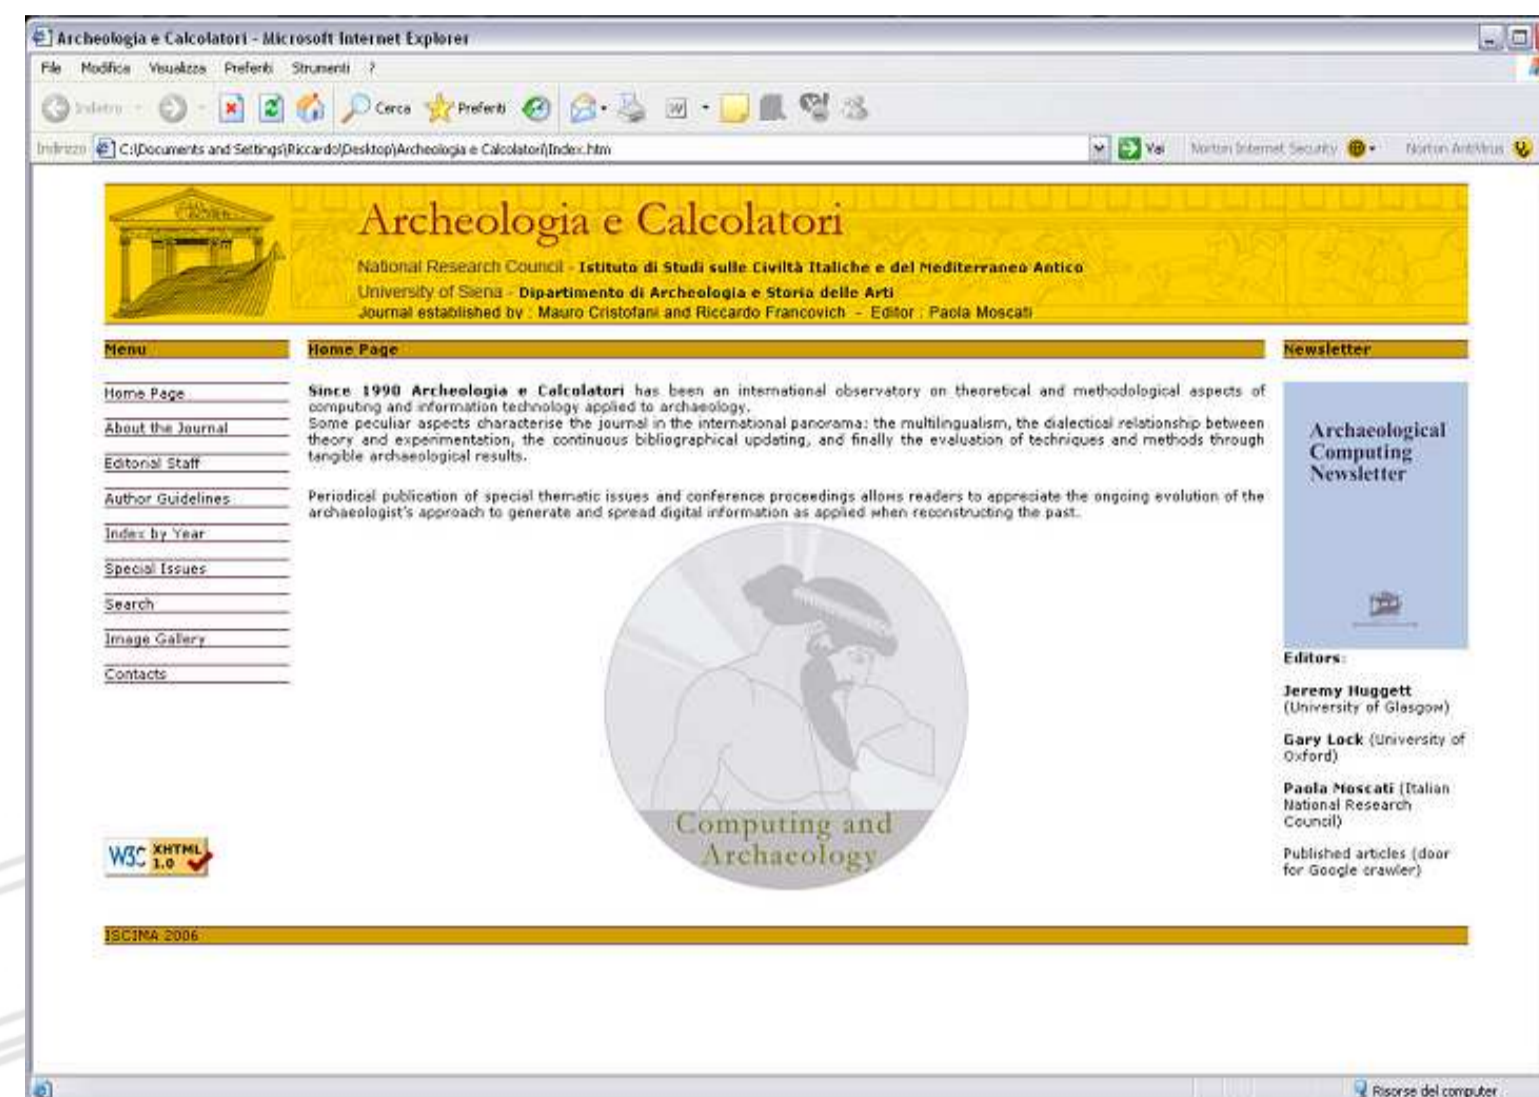 Archeologia e Calcolatori - Microsoft Internet Explorer
File Modifica Visualizza Preferiti Strumenti ?
Indietro Cerca Preferiti
Indirizzo C:\Documents and Settings\Riccardo\Desktop\Archeologia e Calcolatori\Index.htm Vai Norton Internet Security Norton AntiVirus
Archeologia e Calcolatori
National Research Council - Istituto di Studi sulle Civiltà Italiche e del Mediterraneo Antico
University of Siena - Dipartimento di Archeologia e Storia delle Arti
Journal established by : Mauro Cristofani and Riccardo Francovich - Editor : Paola Moscati
Menu
Home Page
About the Journal
Editorial Staff
Author Guidelines
Index by Year
Special Issues
Search
Image Gallery
Contacts
W3C XHTML
1.0
Home Page
Since 1990 Archeologia e Calcolatori has been an international observatory on theoretical and methodological aspects of
computing and information technology applied to archaeology.
Some peculiar aspects characterise the journal in the international panorama: the multilingualism, the dialectical relationship between
theory and experimentation, the continuous bibliographical updating, and finally the evaluation of techniques and methods through
tangible archaeological results.
Periodical publication of special thematic issues and conference proceedings allows readers to appreciate the ongoing evolution of the
archaeologist's approach to generate and spread digital information as applied when reconstructing the past.
Computing and
Archaeology
Newsletter
Archaeological
Computing
Newsletter
Editors:
Jeremy Huggett
(University of Glasgow)
Gary Lock (University of
Oxford)
Paola Moscati (Italian
National Research
Council)
Published articles (door
for Google crawler)
ISCIMA 2006
Risorse del computer